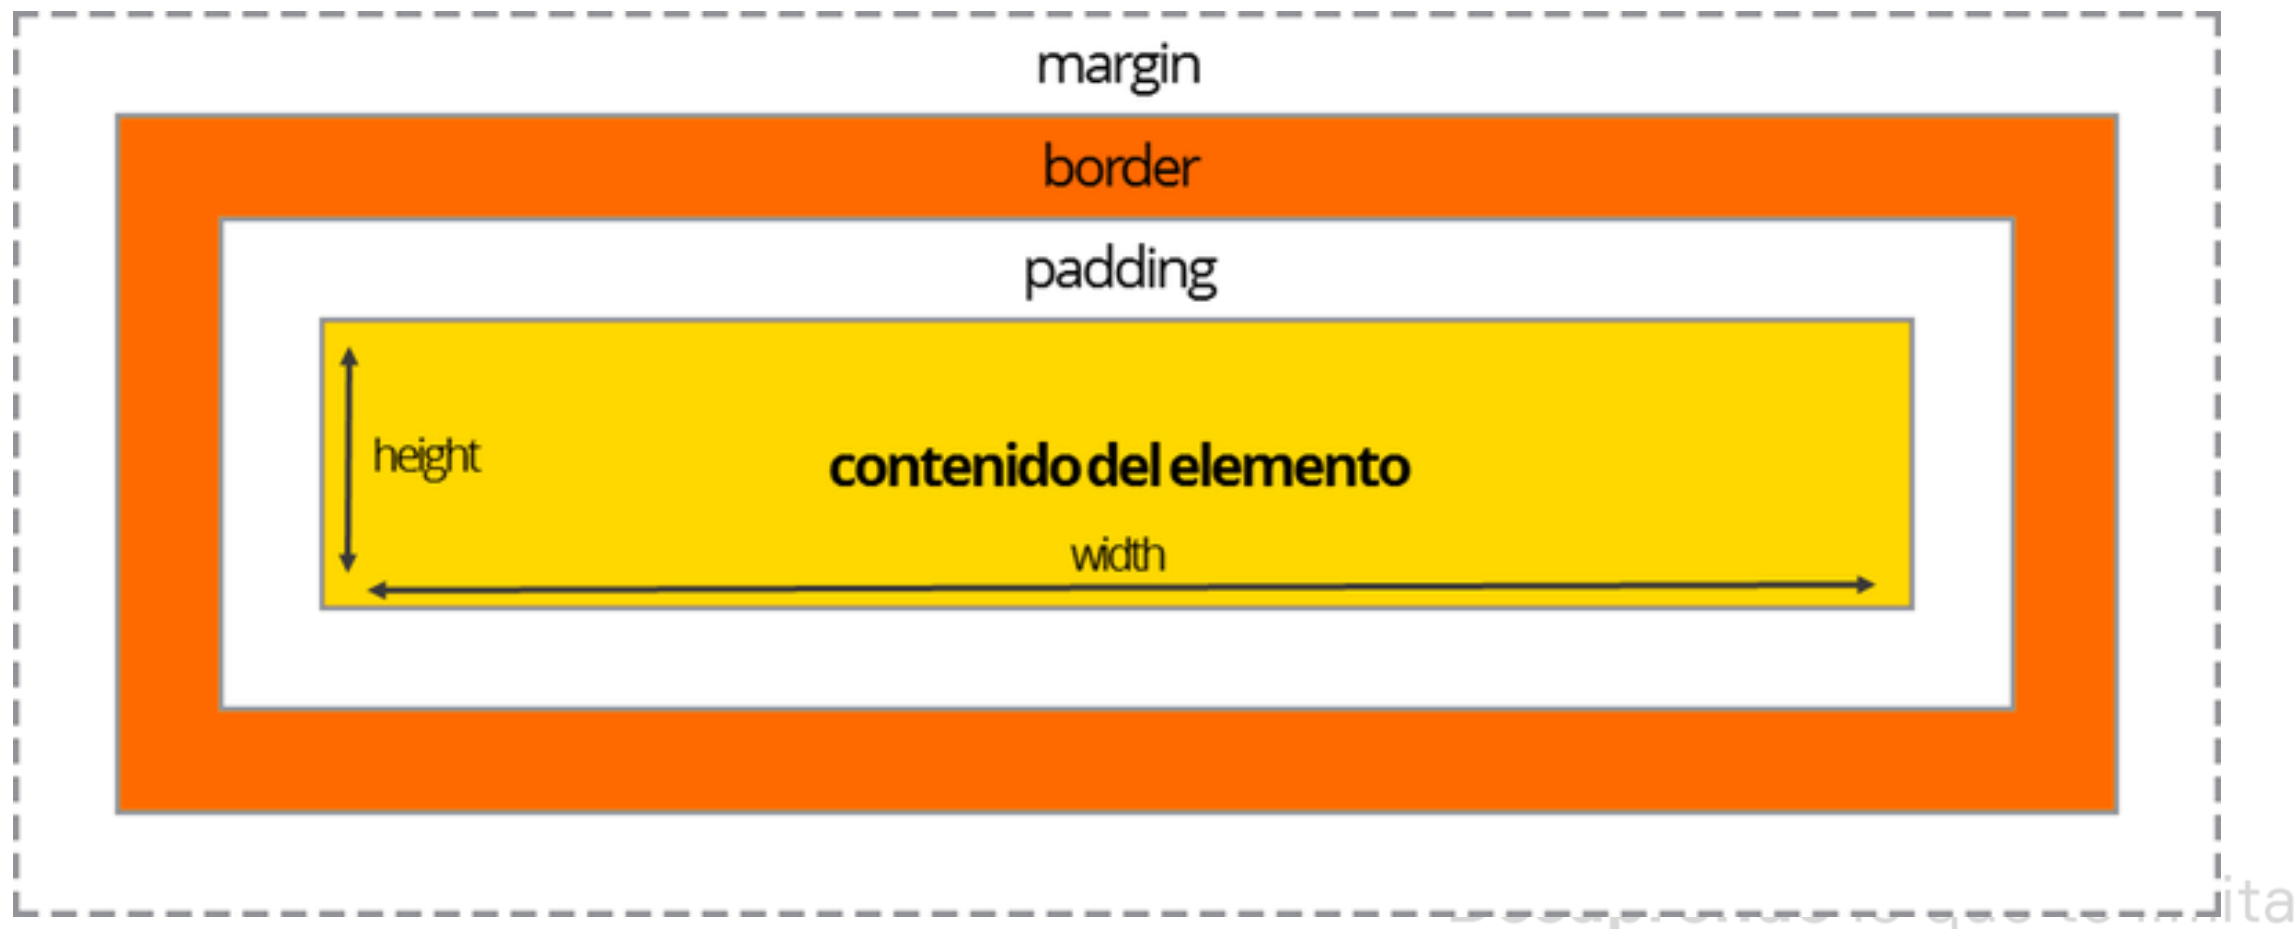 margin
border
padding
height
contenido del elemento
width